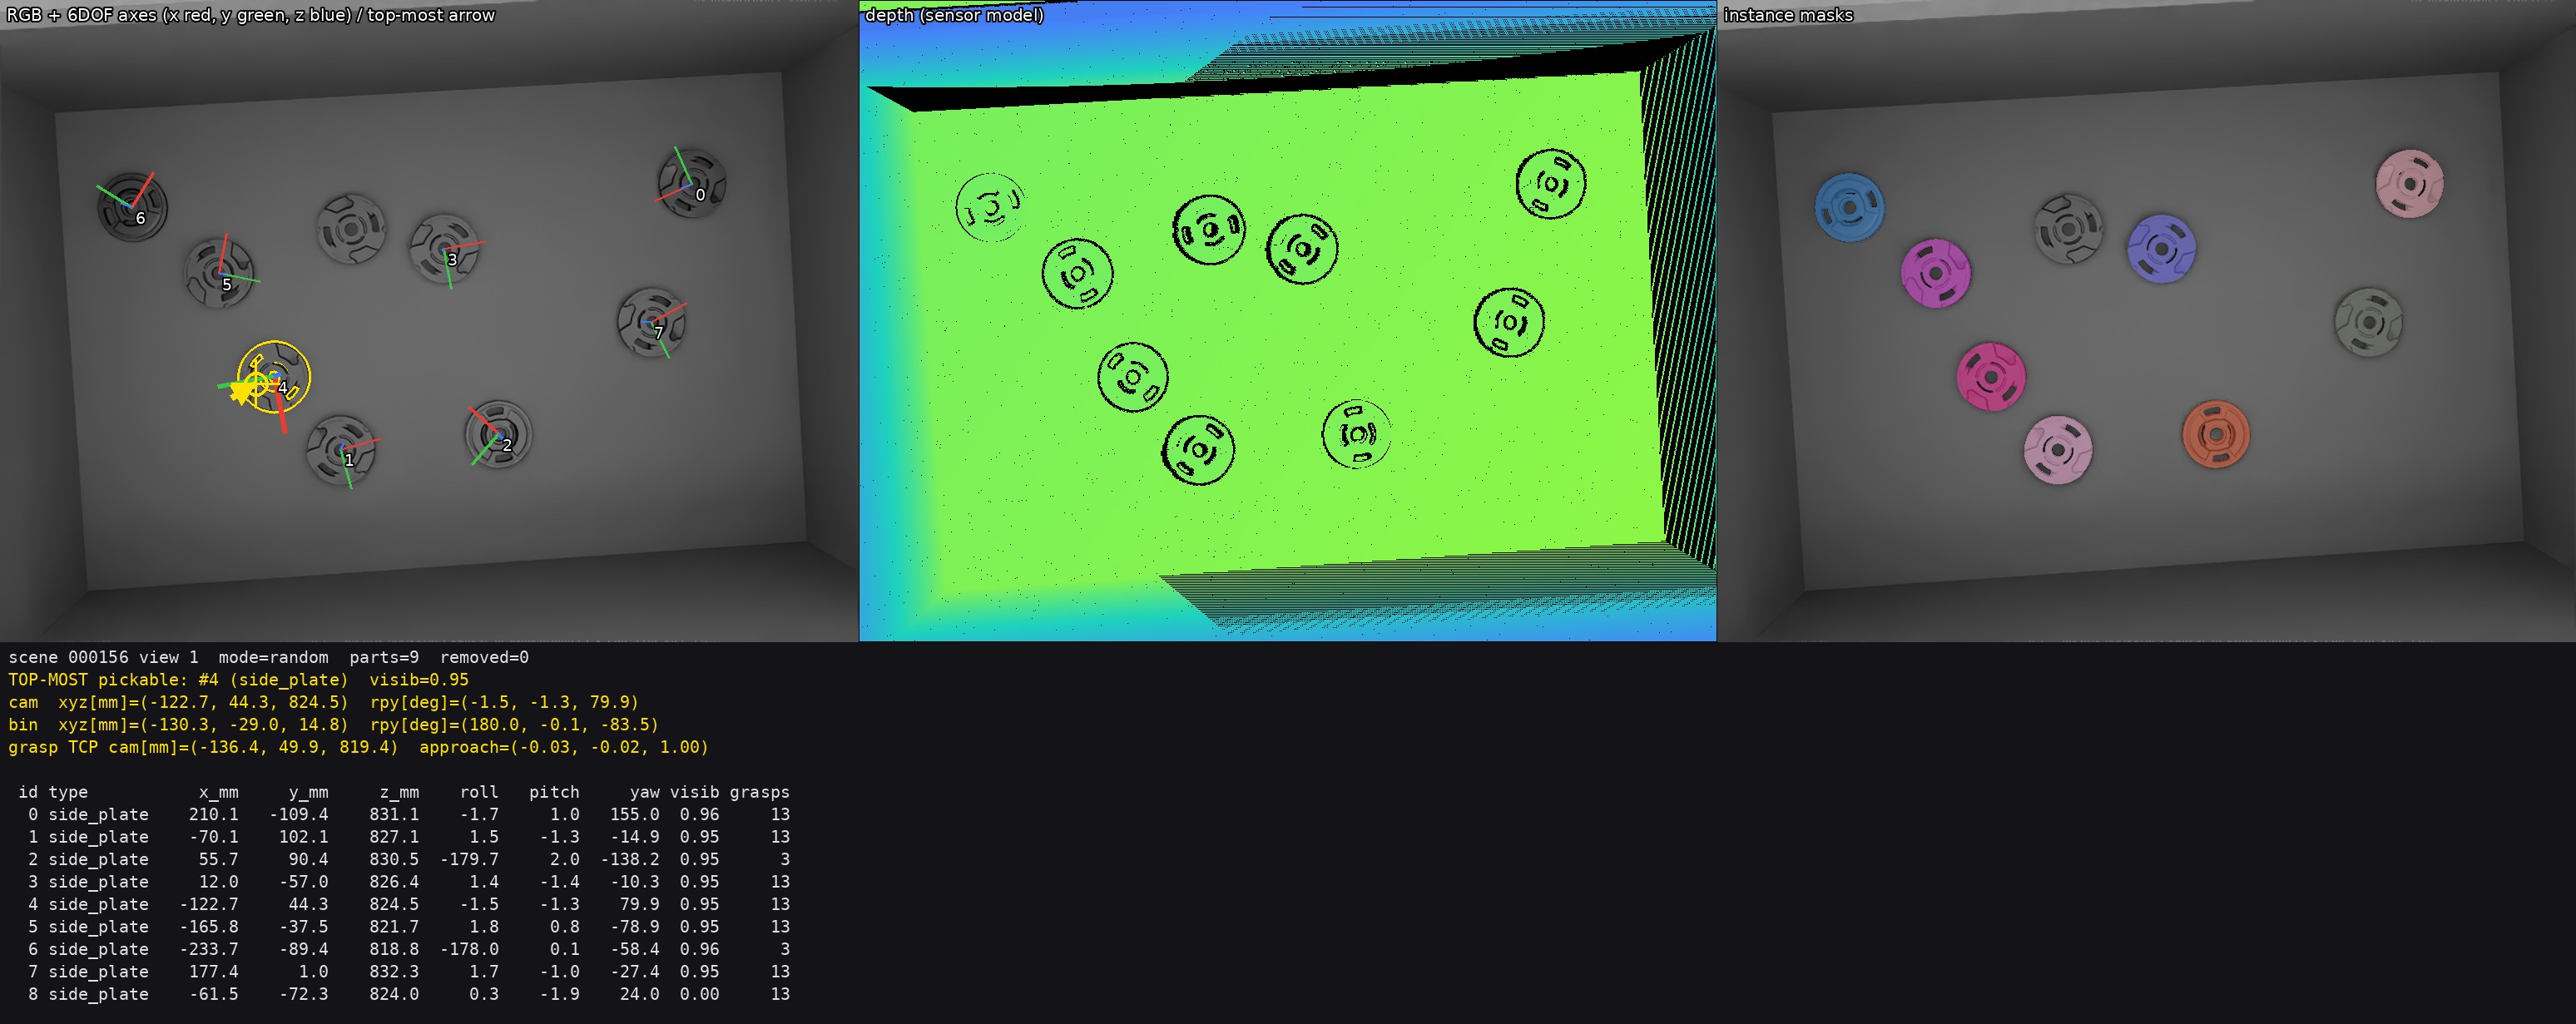 RGB + 6DOF axes (x red, y green, z blue) / top-most arrow
depth (sensor model)
instance masks
0
6
3
5
7
4
2
1
scene 000156 view 1  mode=random  parts=9  removed=0
TOP-MOST pickable: #4 (side_plate)  visib=0.95
cam  xyz[mm]=(-122.7, 44.3, 824.5)  rpy[deg]=(-1.5, -1.3, 79.9)
bin  xyz[mm]=(-130.3, -29.0, 14.8)  rpy[deg]=(180.0, -0.1, -83.5)
grasp TCP cam[mm]=(-136.4, 49.9, 819.4)  approach=(-0.03, -0.02, 1.00)
id type x_mm y_mm z_mm roll pitch yaw visib grasps
0 side_plate 210.1 -109.4 831.1 -1.7 1.0 155.0 0.96 13
1 side_plate -70.1 102.1 827.1 1.5 -1.3 -14.9 0.95 13
2 side_plate 55.7 90.4 830.5 -179.7 2.0 -138.2 0.95 3
3 side_plate 12.0 -57.0 826.4 1.4 -1.4 -10.3 0.95 13
4 side_plate -122.7 44.3 824.5 -1.5 -1.3 79.9 0.95 13
5 side_plate -165.8 -37.5 821.7 1.8 0.8 -78.9 0.95 13
6 side_plate -233.7 -89.4 818.8 -178.0 0.1 -58.4 0.96 3
7 side_plate 177.4 1.0 832.3 1.7 -1.0 -27.4 0.95 13
8 side_plate -61.5 -72.3 824.0 0.3 -1.9 24.0 0.00 13